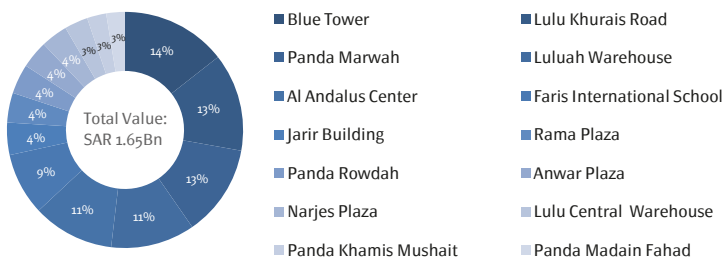 14%
13%
13%
11%
11%
9%
4%
4%
4%
4%
4%
3%
3%
3%
Total Value:
SAR 1.65Bn
Blue Tower
Lulu Khurais Road
Panda Marwah
Luluah Warehouse
Al Andalus Center
Faris International School
Jarir Building
Rama Plaza
Panda Rowdah
Anwar Plaza
Narjes Plaza
Lulu Central Warehouse
Panda Khamis Mushait
Panda Madain Fahad